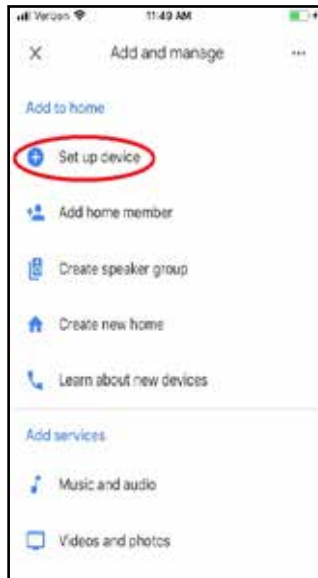 Verizon 11:49 AM
Add and manage
Add to home
Set up device
Add home member
Create speaker group
Create new home
Learn about new devices
Add services
Music and audio
Videos and photos